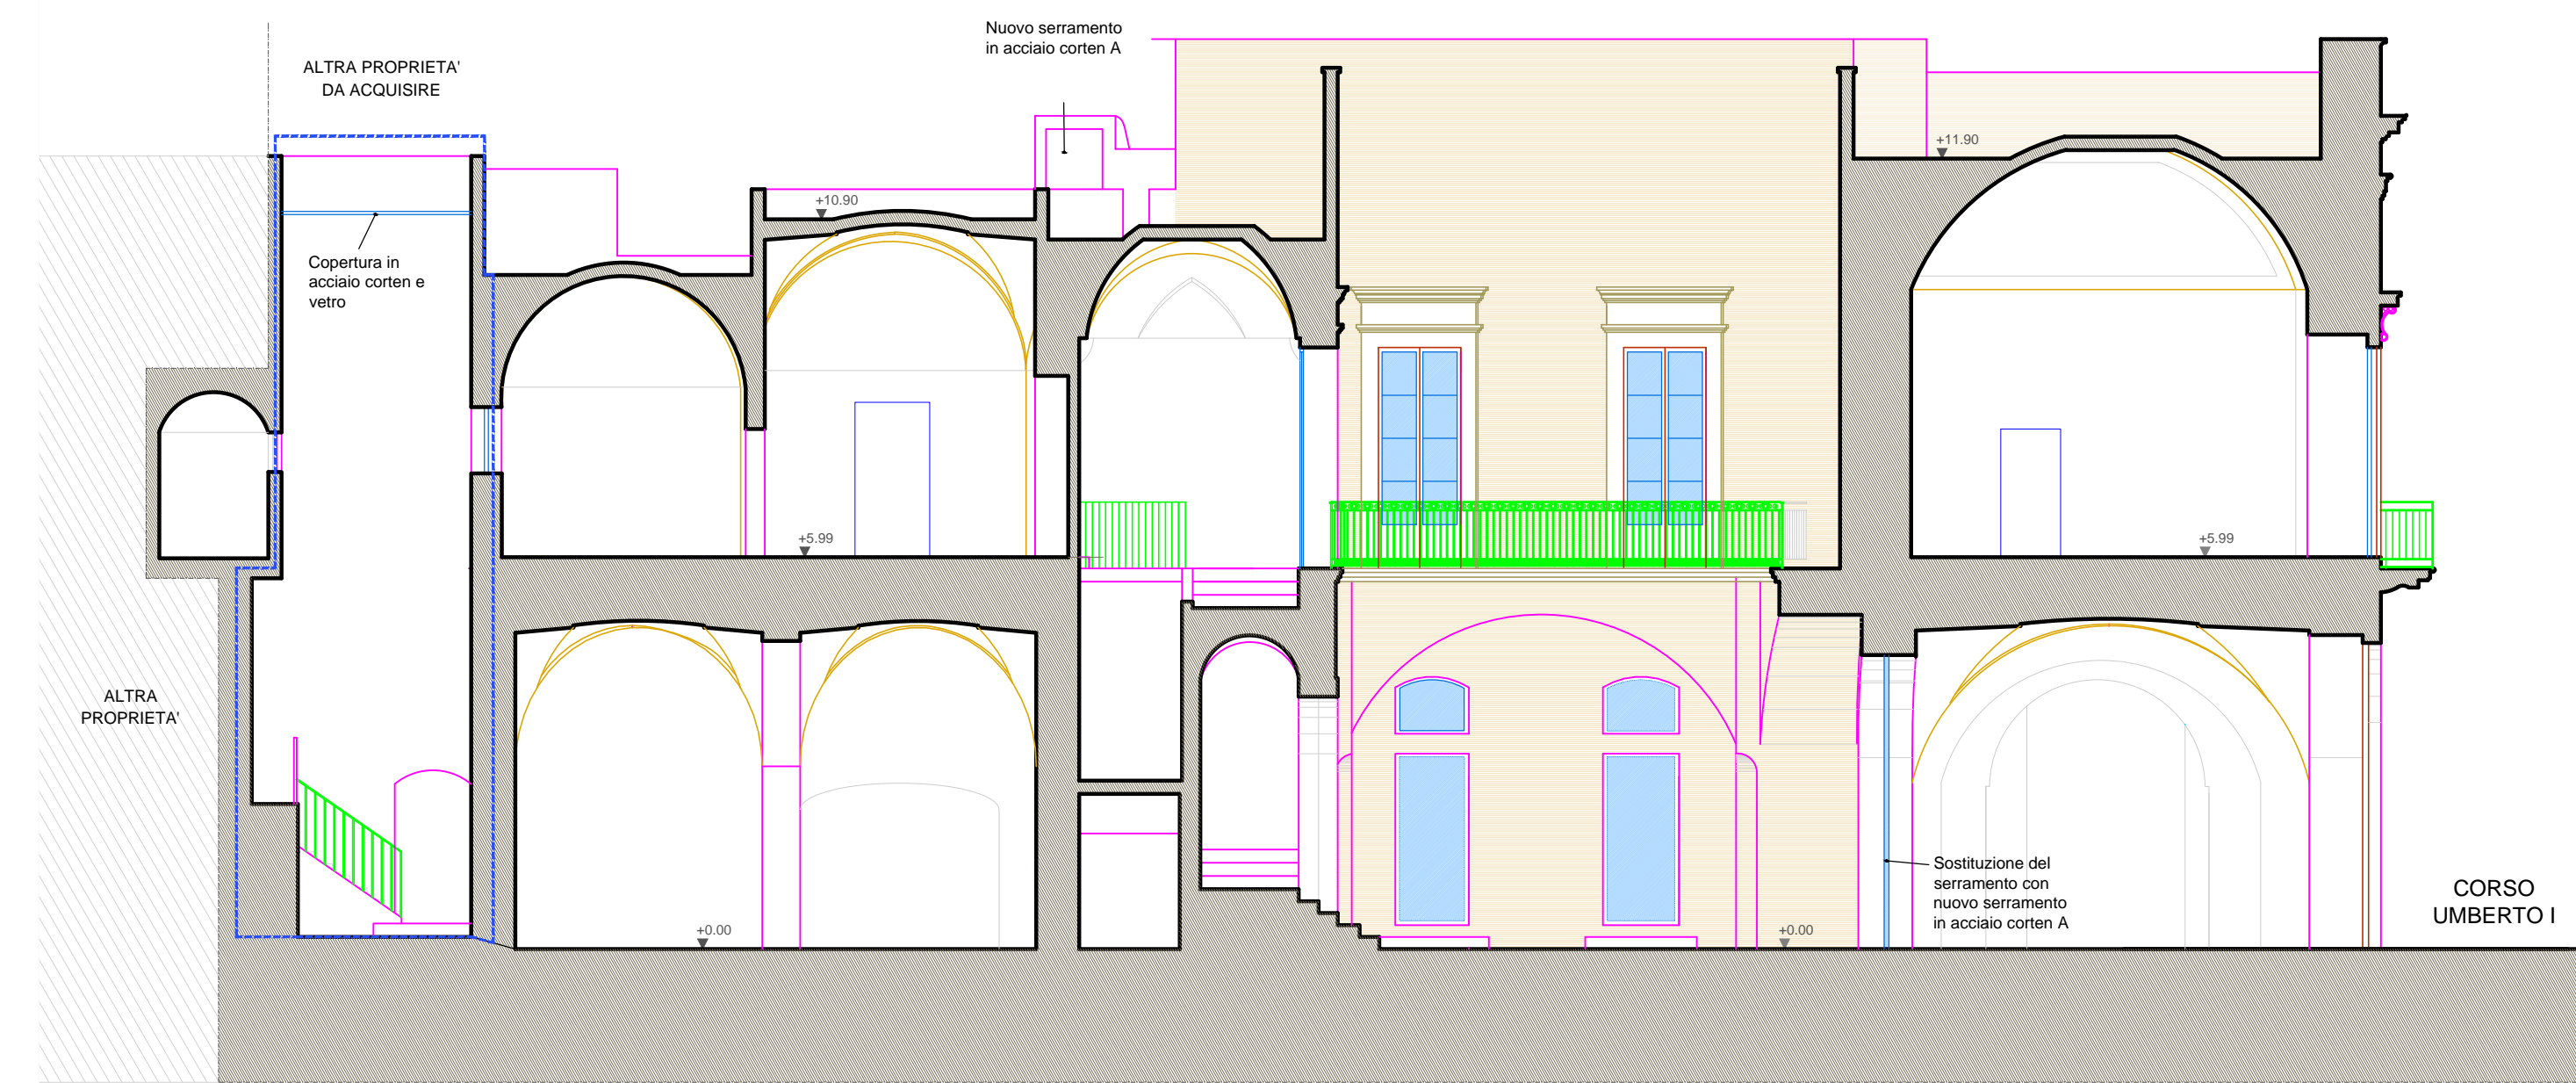 Nuovo serramento
in acciaio corten A
ALTRA PROPRIETA'
DA ACQUISIRE
+11.90
+10.90
Copertura in
acciaio corten e
vetro
+5.99
+5.99
ALTRA
PROPRIETA'
Sostituzione del
serramento con
nuovo serramento
in acciaio corten A
CORSO
UMBERTO I
+0.00
+0.00